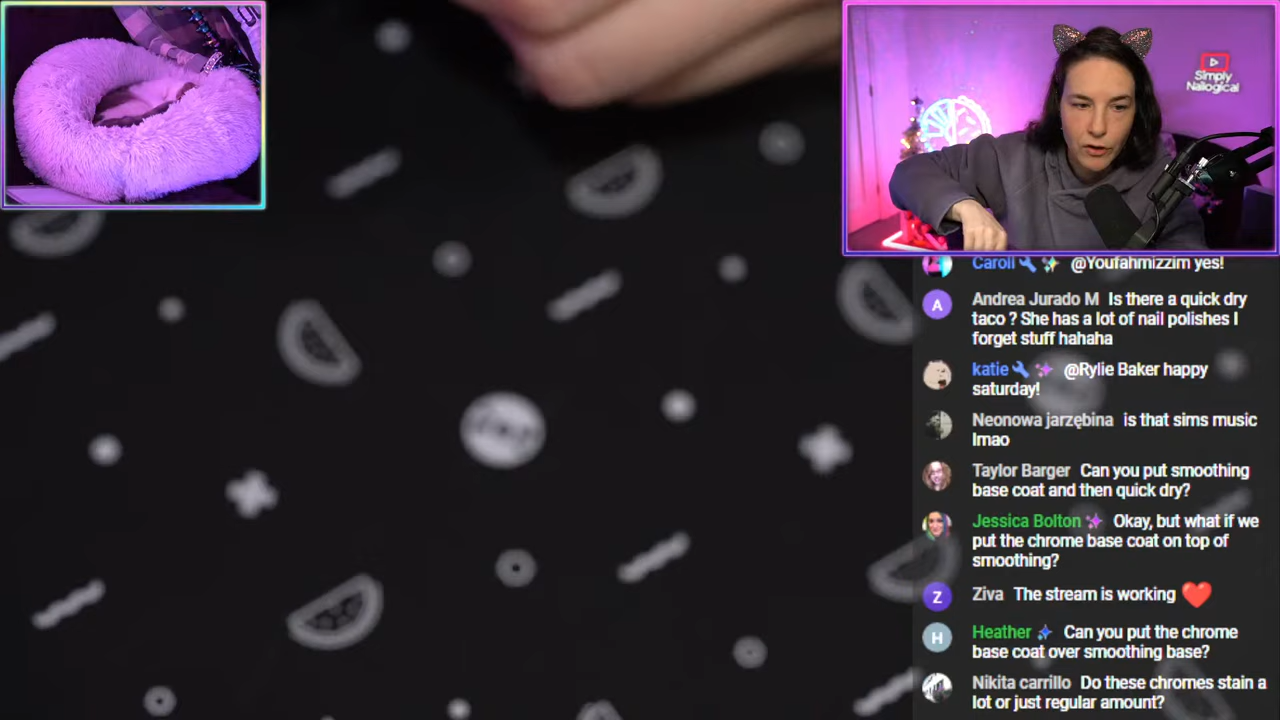 Simply
Nailogical
Caroli @Youfahmizzim yes!
Andrea Jurado M Is there a quick dry
taco ? She has a lot of nail polishes I
forget stuff hahaha
katie @Rylie Baker happy
saturday!
Neonowa jarzębina is that sims music
lmao
Taylor Barger Can you put smoothing
base coat and then quick dry?
Jessica Bolton Okay, but what if we
put the chrome base coat on top of
smoothing?
Ziva The stream is working ❤️
Heather Can you put the chrome
base coat over smoothing base?
Nikita carrillo Do these chromes stain a
lot or just regular amount?